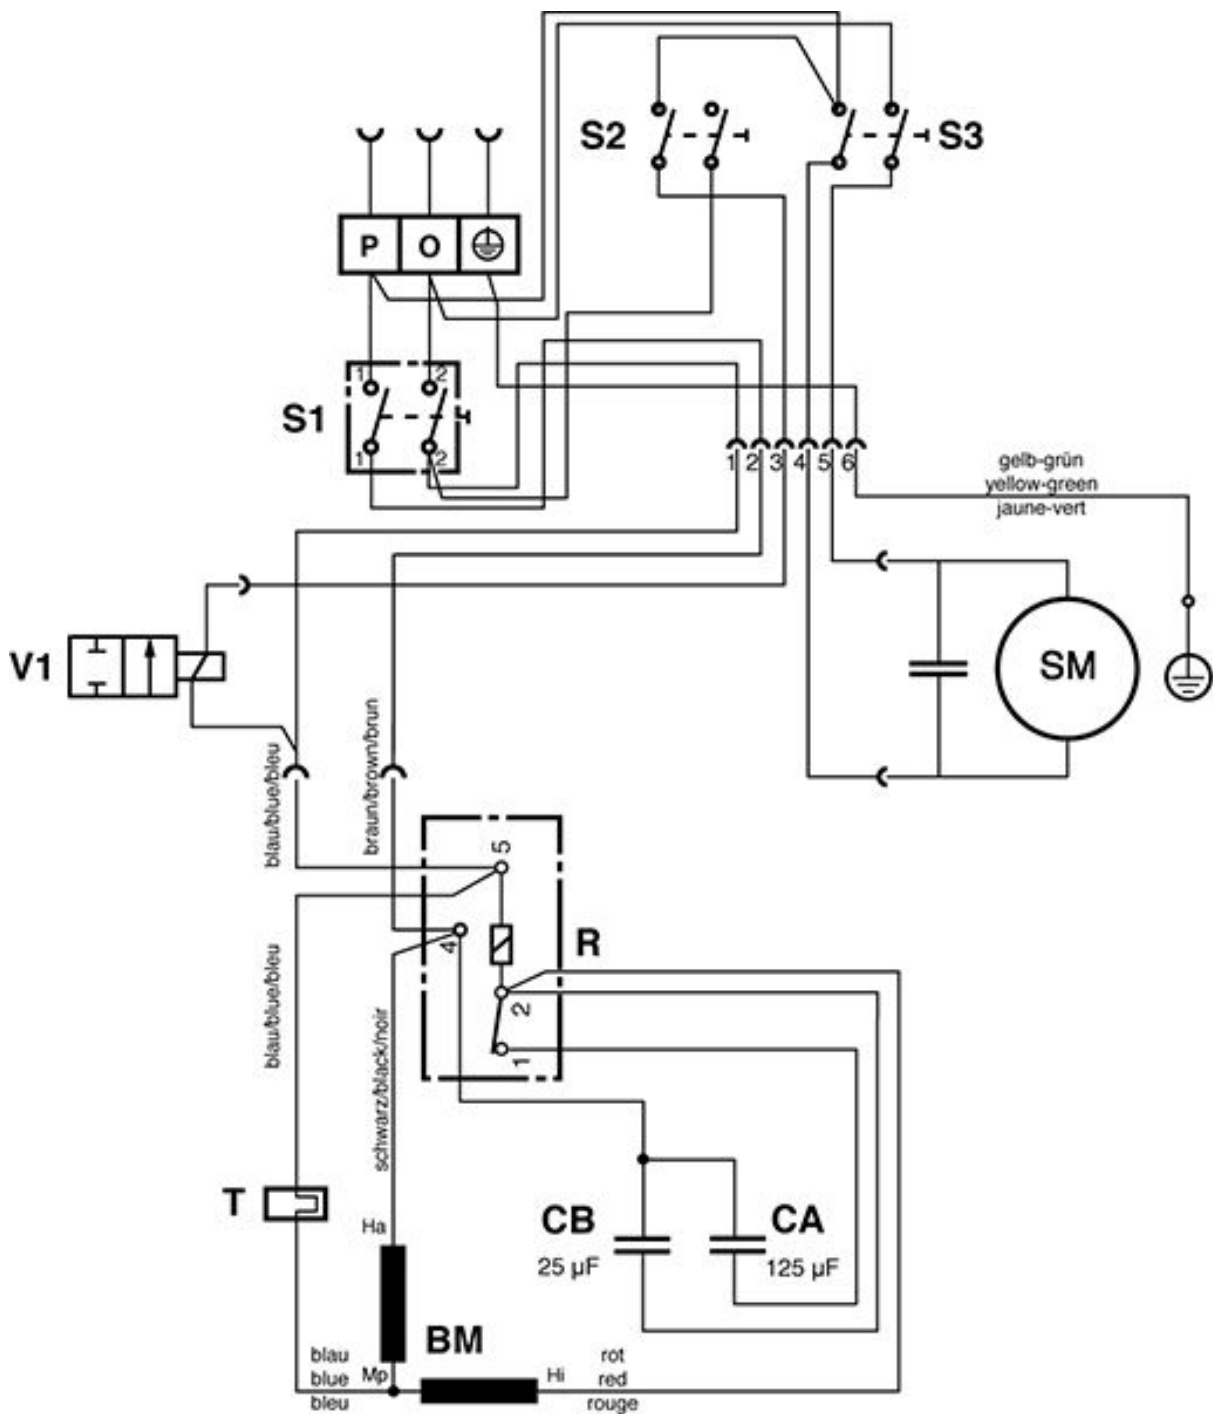 S2
S3
P O
1 2
S1
1 2
1 2 3 4 5 6
gelb-grün
yellow-green
jaune-vert
V1
SM
blau/blue/bleu
braun/brown/brun
5
4
R
2
1
blau/blue/bleu
schwarz/black/noir
T
Ha
CB
25 µF
CA
125 µF
BM
blau
blue
bleu
Mp
Hi
rot
red
rouge